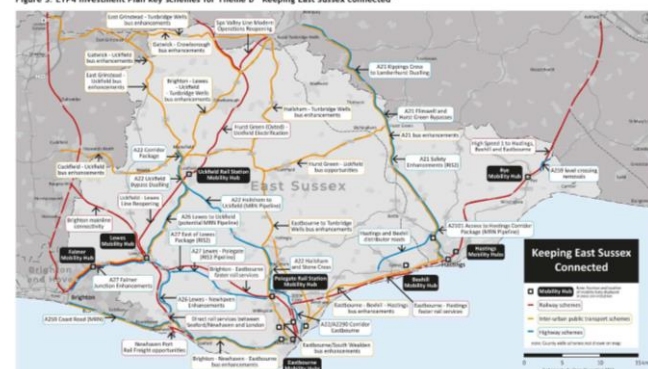 Figure 5: LTP4 Investment Plan key schemes for Theme D - Keeping East Sussex connected
East Grinstead - Tunbridge Wells
bus enhancements
Spa Valley Line Modern
Operations Reopening
Gatwick - Crowborough
bus enhancements
Gatwick - Uckfield
bus enhancements
East Grinstead -
Uckfield bus
enhancements
Brighton - Lewes
- Uckfield
- Tunbridge Wells
bus enhancements
A21 Kippings Cross
to Lamberhurst Dualling
Hailsham - Tunbridge Wells
bus enhancements
A21 Flimwell and
Hurst Green Bypasses
Hurst Green (Oxted) -
Uckfield Electrification
A21 bus enhancements
High Speed 1 to Hastings,
Bexhill and Eastbourne
A22 Corridor
Package
A21 Safety
Enhancements (RIS2)
Cuckfield - Uckfield
bus enhancements
Hurst Green - Uckfield
bus opportunities
Uckfield Rail Station
Mobility Hub
Rye
Mobility Hub
A259 level crossing
removals
A22 Uckfield
Bypass Dualling
East Sussex
Uckfield - Lewes
Line Reopening
A22 Hailsham to
Uckfield (MRN Pipeline)
A26 Lewes to Uckfield
(potential MRN Pipeline)
Brighton mainline
connectivity
Eastbourne to Tunbridge
Wells bus enhancements
A2101 Access to Hastings Corridor
Package (MRN Pipeline)
Lewes
Mobility Hub
A27 East of Lewes
Package (RIS2)
Hastings and Bexhill
distributor roads
Falmer
Mobility Hub
A27 Lewes - Polegate
(RIS3 Pipeline)
A22 Hailsham
and Stone Cross
Hastings
Mobility Hubs
Hastings
Brighton - Eastbourne
faster rail services
Polegate Rail Station
Mobility Hub
Bexhill
Mobility Hub
A27 Falmer
Junction Enhancements
Brighton
A26 Lewes - Newhaven
Enhancements
Eastbourne - Bexhill - Hastings
bus enhancements
Eastbourne - Hastings
faster rail services
A259 Coast Road (MRN)
Direct rail services between
Seaford/Newhaven and London
A22/A2290 Corridor
Eastbourne
Newhaven Port
Rail Freight opportunities
Eastbourne/South Wealden
bus enhancements
Brighton - Newhaven - Eastbourne
bus enhancements
Eastbourne
Keeping East Sussex
Connected
Mobility Hub
Railway schemes
Inter-urban public transport schemes
Highway schemes
0 5 10